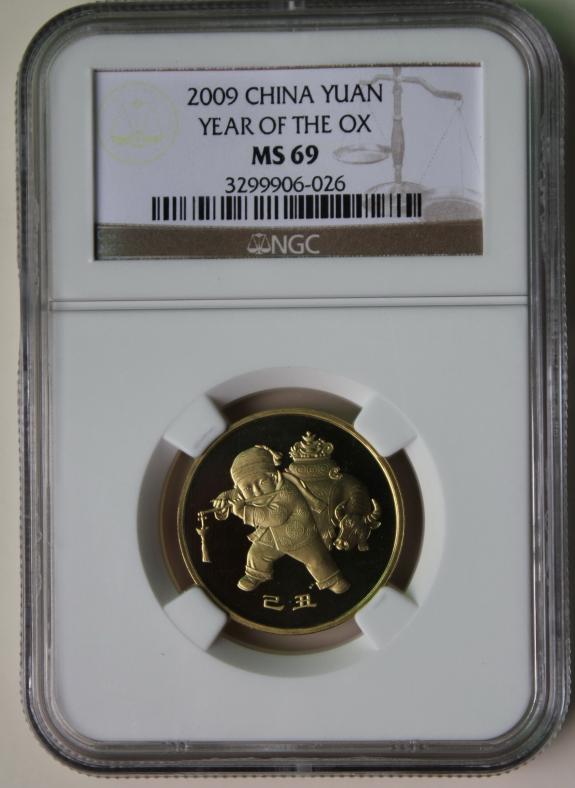 2009 CHINA YUAN
YEAR OF THE OX
MS 69
3299906-026
NGC
己丑